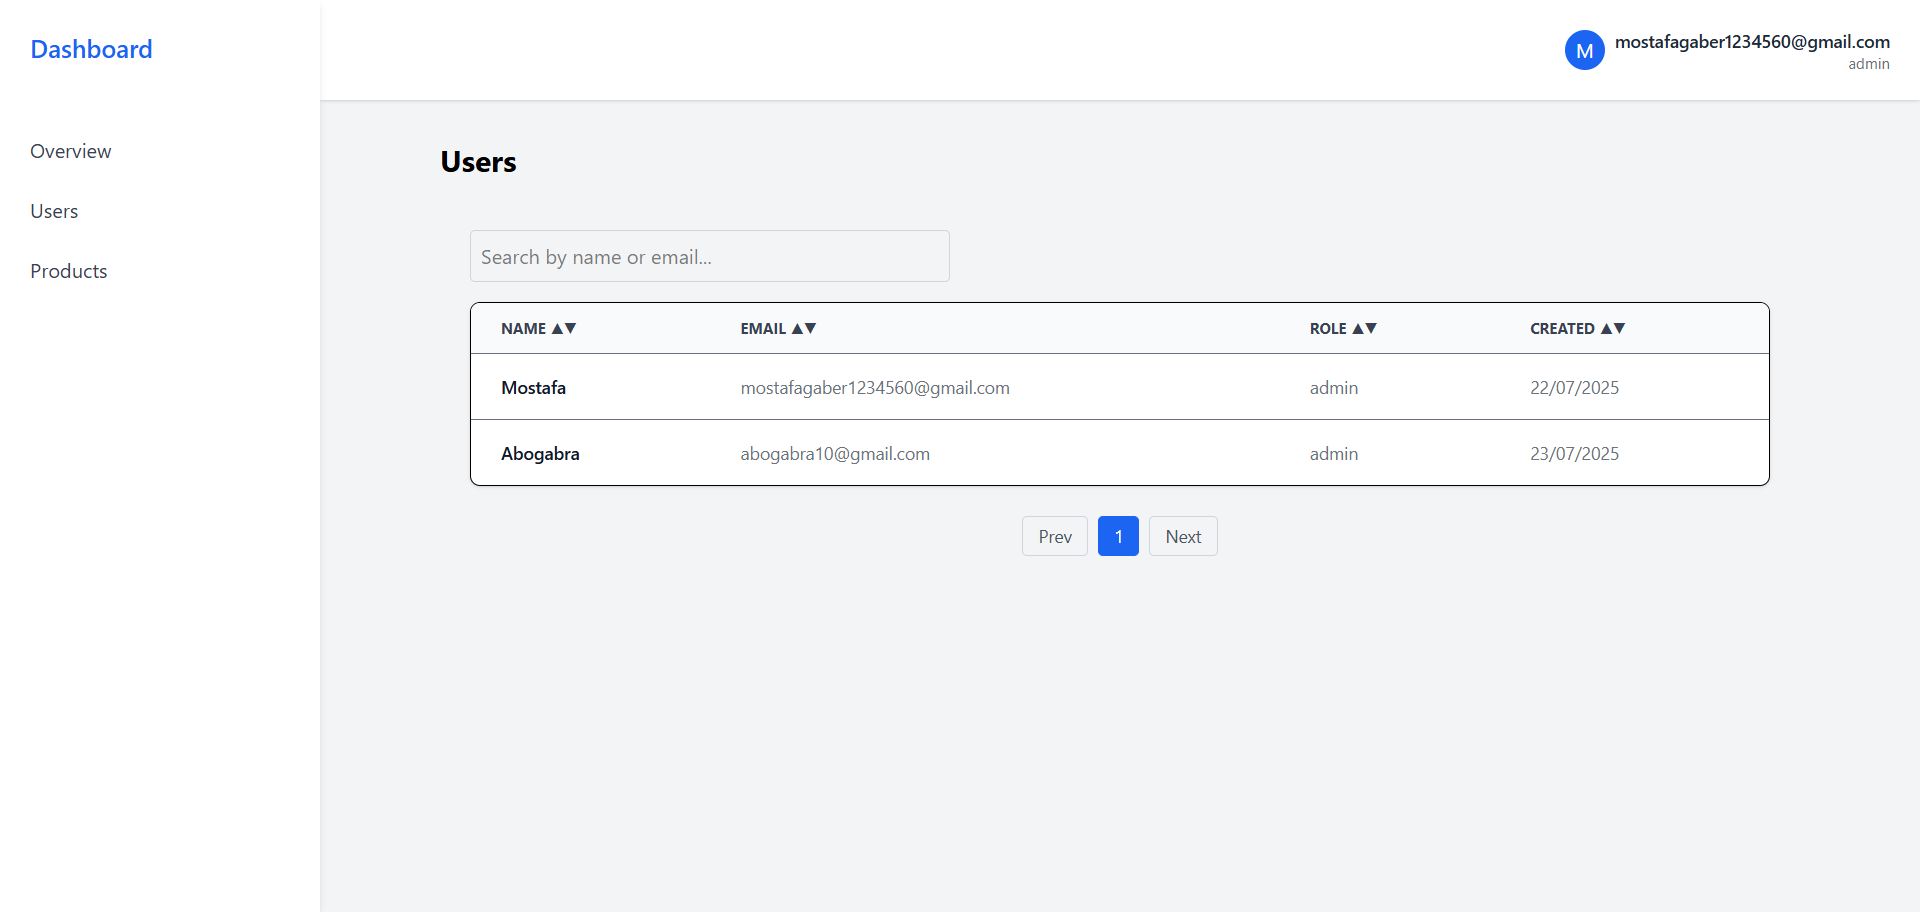 Dashboard
M
mostafagaber1234560@gmail.com
admin
Overview
Users
Products
Users
Search by name or email...
NAME ▲▼ EMAIL ▲▼ ROLE ▲▼ CREATED ▲▼
Mostafa mostafagaber1234560@gmail.com admin 22/07/2025
Abogabra abogabra10@gmail.com admin 23/07/2025
Prev 1 Next